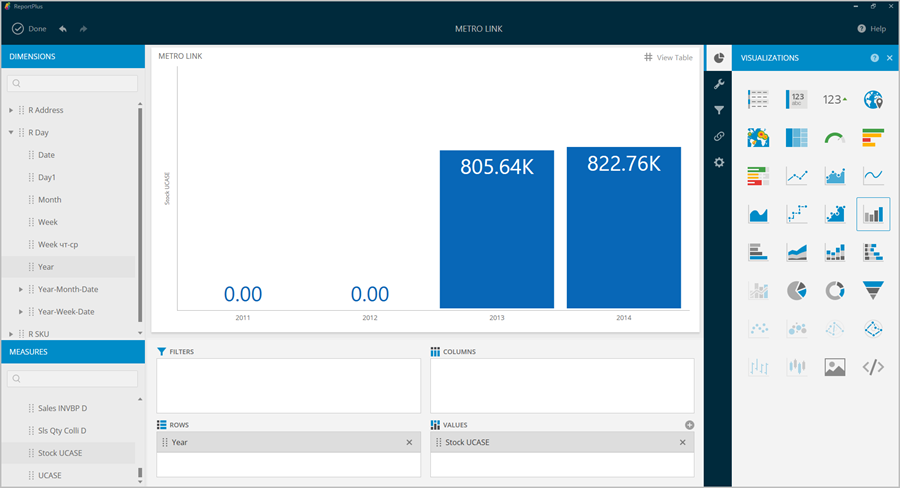 ReportPlus
Done
METRO LINK
Help
DIMENSIONS
R Address
R Day
Date
Day1
Month
Week
Week чт-ср
Year
Year-Month-Date
Year-Week-Date
R SKU
MEASURES
Sales INVBP D
Sls Qty Colli D
Stock UCASE
UCASE
METRO LINK
View Table
Stock UCASE
0.00
0.00
805.64K
822.76K
2011
2012
2013
2014
FILTERS
COLUMNS
ROWS
Year
VALUES
Stock UCASE
VISUALIZATIONS
123
abc
123